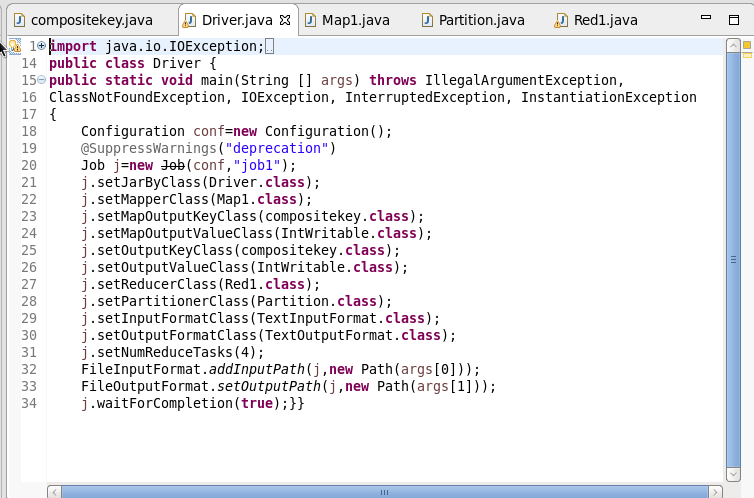 compositekey.java Driver.java Map1.java Partition.java Red1.java
1 import java.io.IOException;
14 public class Driver {
15 public static void main(String [] args) throws IllegalArgumentException,
16 ClassNotFoundException, IOException, InterruptedException, InstantiationException
17 {
18 Configuration conf=new Configuration();
19 @SuppressWarnings("deprecation")
20 Job j=new Job(conf,"job1");
21 j.setJarByClass(Driver.class);
22 j.setMapperClass(Map1.class);
23 j.setMapOutputKeyClass(compositekey.class);
24 j.setMapOutputValueClass(IntWritable.class);
25 j.setOutputKeyClass(compositekey.class);
26 j.setOutputValueClass(IntWritable.class);
27 j.setReducerClass(Red1.class);
28 j.setPartitionerClass(Partition.class);
29 j.setInputFormatClass(TextInputFormat.class);
30 j.setOutputFormatClass(TextOutputFormat.class);
31 j.setNumReduceTasks(4);
32 FileInputFormat.addInputPath(j,new Path(args[0]));
33 FileOutputFormat.setOutputPath(j,new Path(args[1]));
34 j.waitForCompletion(true);}}